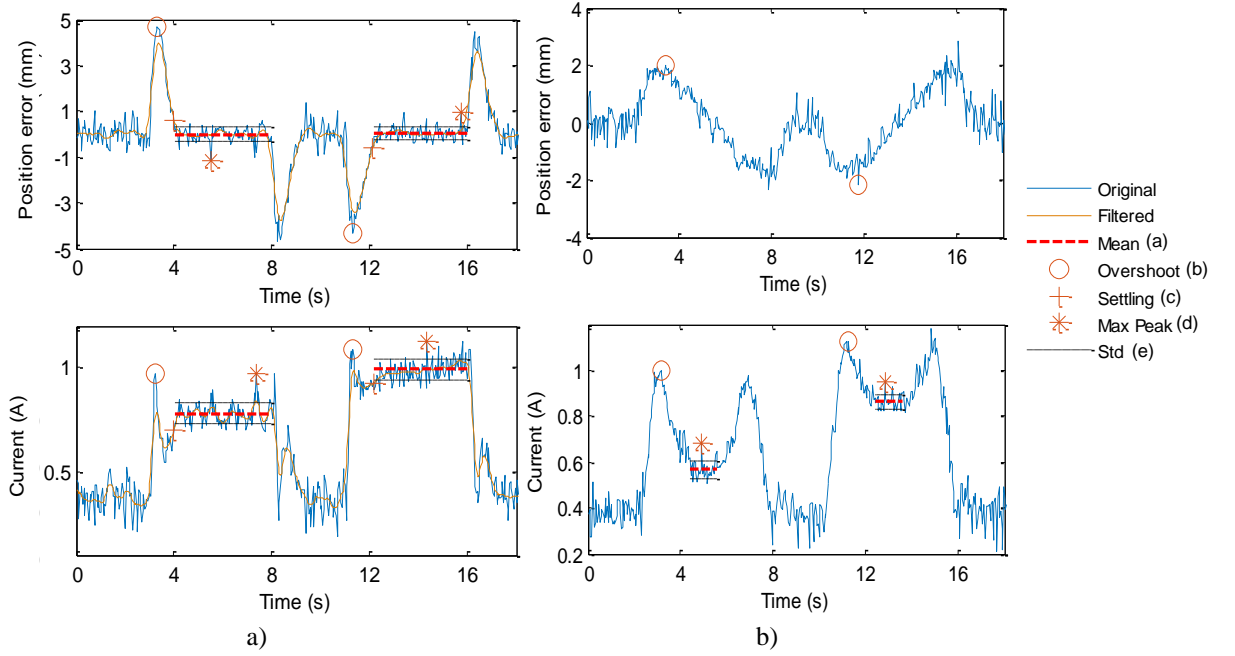 Position error (mm)
5
3
1
-1
-3
-5
0
4
8
12
16
Time (s)
Position error (mm)
4
2
0
-2
-4
0
4
8
12
16
Time (s)
Original
Filtered
Mean (a)
Overshoot (b)
Settling (c)
Max Peak (d)
Std (e)
Current (A)
1
0.5
0
4
8
12
16
Time (s)
Current (A)
1.2
1
0.8
0.6
0.4
0.2
0
4
8
12
16
Time (s)
a)
b)